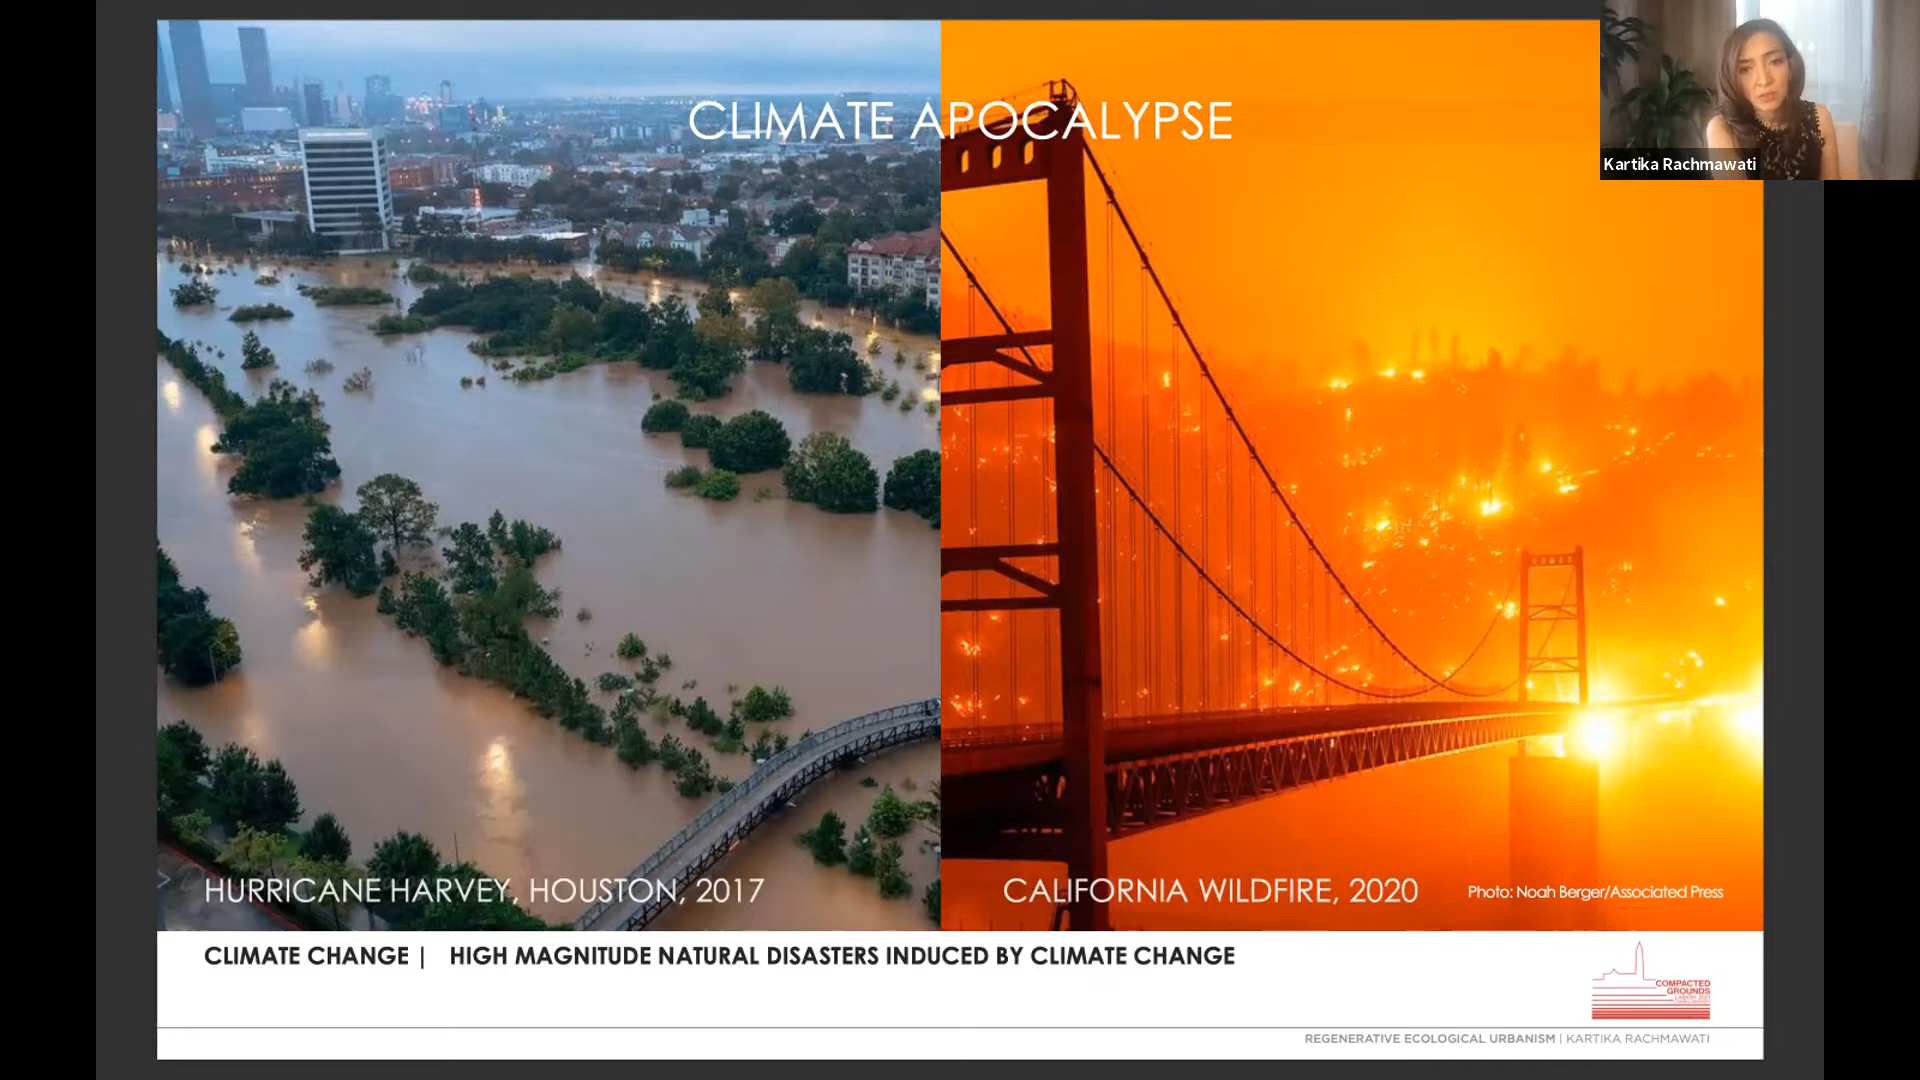 CLIMATE APOCALYPSE
Kartika Rachmawati
HURRICANE HARVEY, HOUSTON, 2017
CALIFORNIA WILDFIRE, 2020
Photo: Noah Berger/Associated Press
CLIMATE CHANGE | HIGH MAGNITUDE NATURAL DISASTERS INDUCED BY CLIMATE CHANGE
COMPACTED
GROUNDS
REGENERATIVE ECOLOGICAL URBANISM | KARTIKA RACHMAWATI